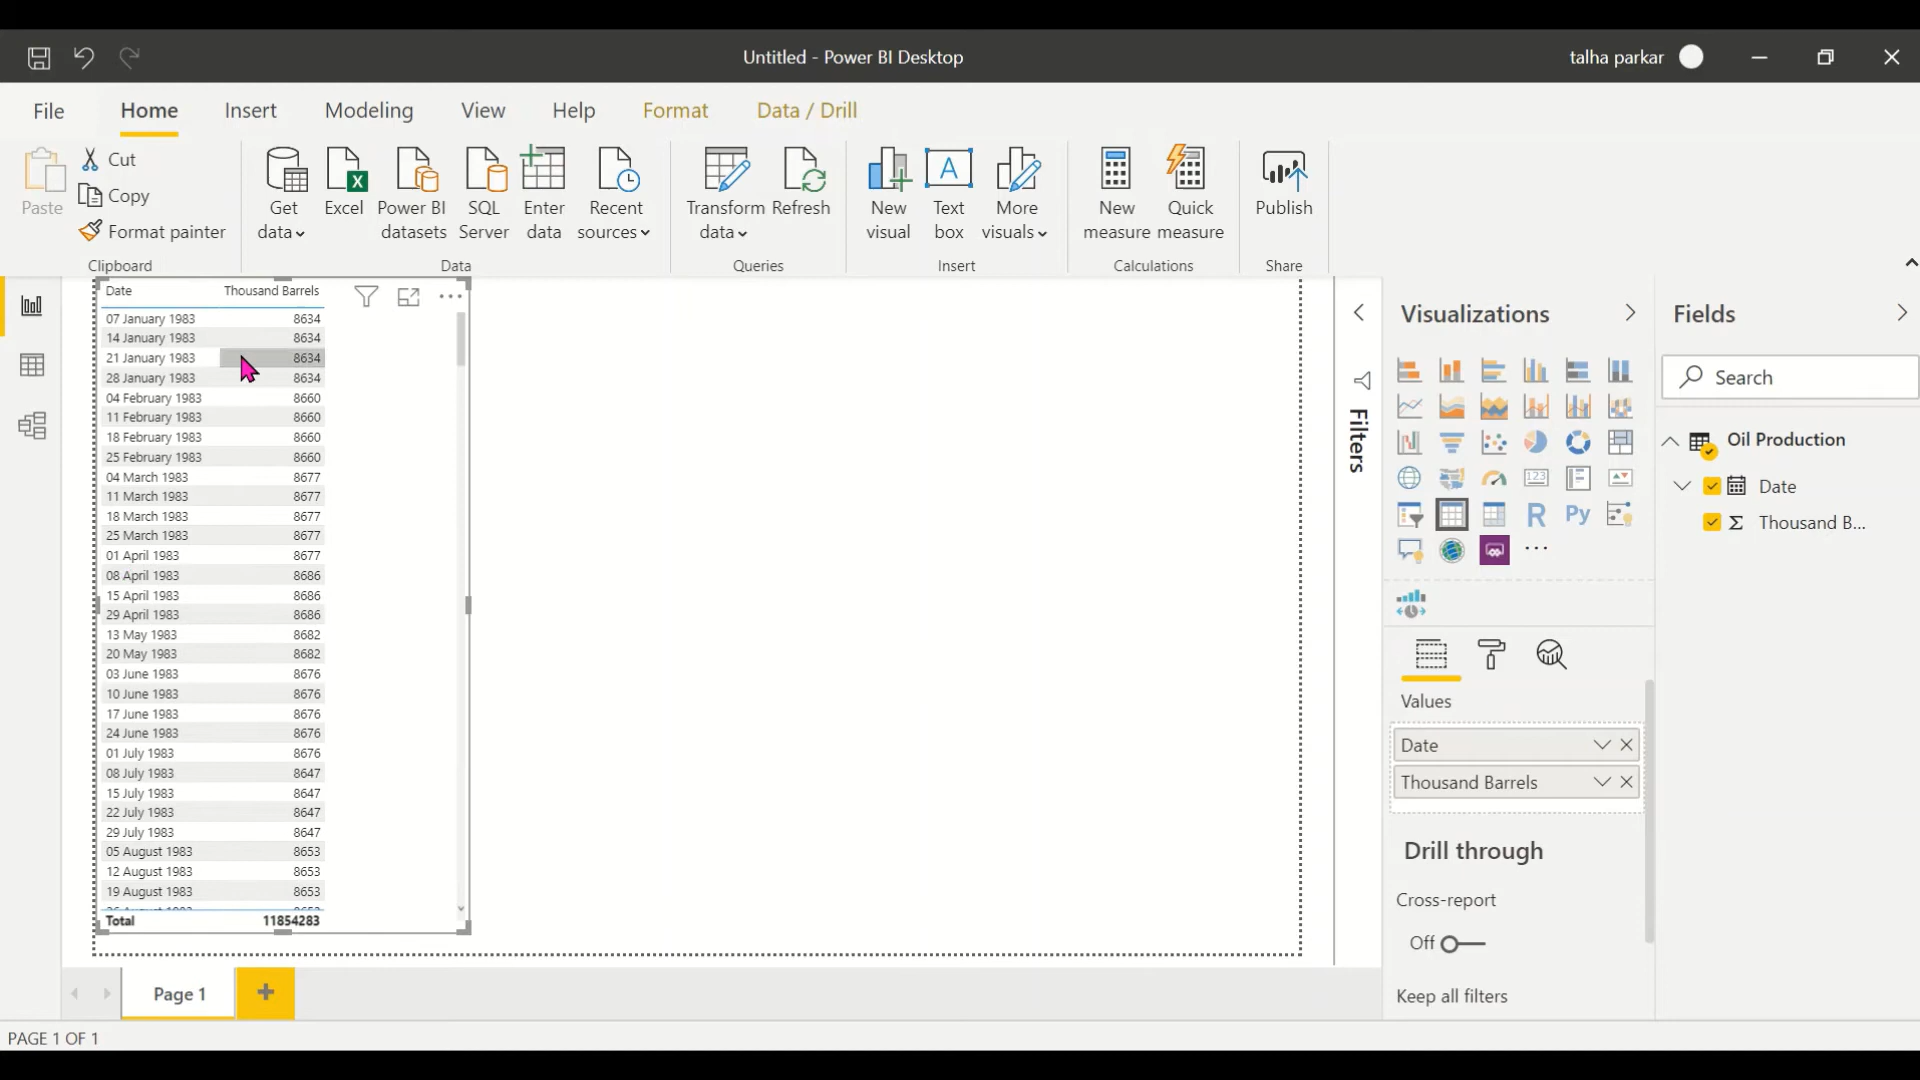 Untitled - Power BI Desktop
talha parkar
File Home Insert Modeling View Help Format Data / Drill
Paste
Cut
Copy
Format painter
Clipboard
Get data
Excel
Power BI datasets
SQL Server
Enter data
Recent sources
Data
Transform data
Refresh
Queries
New visual
Text box
More visuals
Insert
New measure
Quick measure
Calculations
Publish
Share
Date Thousand Barrels
07 January 1983 8634
14 January 1983 8634
21 January 1983 8634
28 January 1983 8634
04 February 1983 8660
11 February 1983 8660
18 February 1983 8660
25 February 1983 8660
04 March 1983 8677
11 March 1983 8677
18 March 1983 8677
25 March 1983 8677
01 April 1983 8677
08 April 1983 8686
15 April 1983 8686
29 April 1983 8686
13 May 1983 8682
20 May 1983 8682
03 June 1983 8676
10 June 1983 8676
17 June 1983 8676
24 June 1983 8676
01 July 1983 8676
08 July 1983 8647
15 July 1983 8647
22 July 1983 8647
29 July 1983 8647
05 August 1983 8653
12 August 1983 8653
19 August 1983 8653
Total 11854283
Filters
Visualizations
123
R
Py
Values
Date
Thousand Barrels
Drill through
Cross-report
Off
Keep all filters
Fields
Search
Oil Production
Date
Σ Thousand B...
Page 1
PAGE 1 OF 1